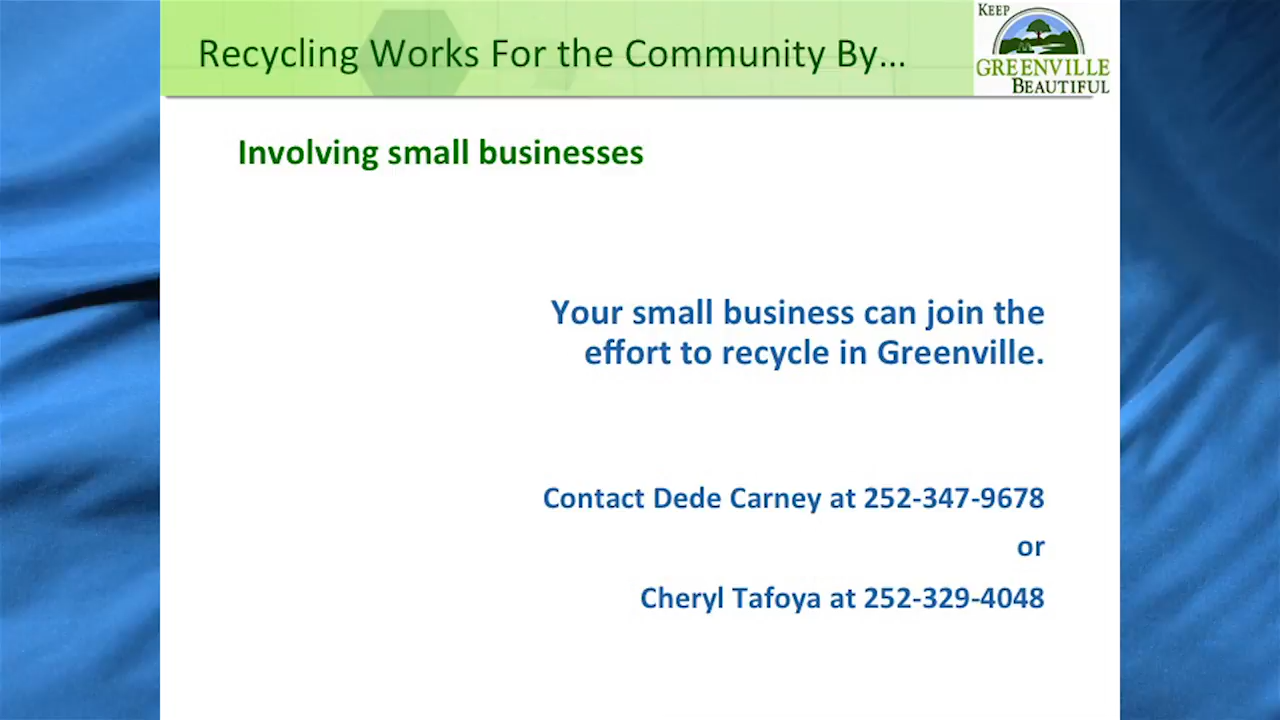 Recycling Works For the Community By...
KEEP
GREENVILLE
BEAUTIFUL
Involving small businesses
Your small business can join the
effort to recycle in Greenville.
Contact Dede Carney at 252-347-9678
or
Cheryl Tafoya at 252-329-4048